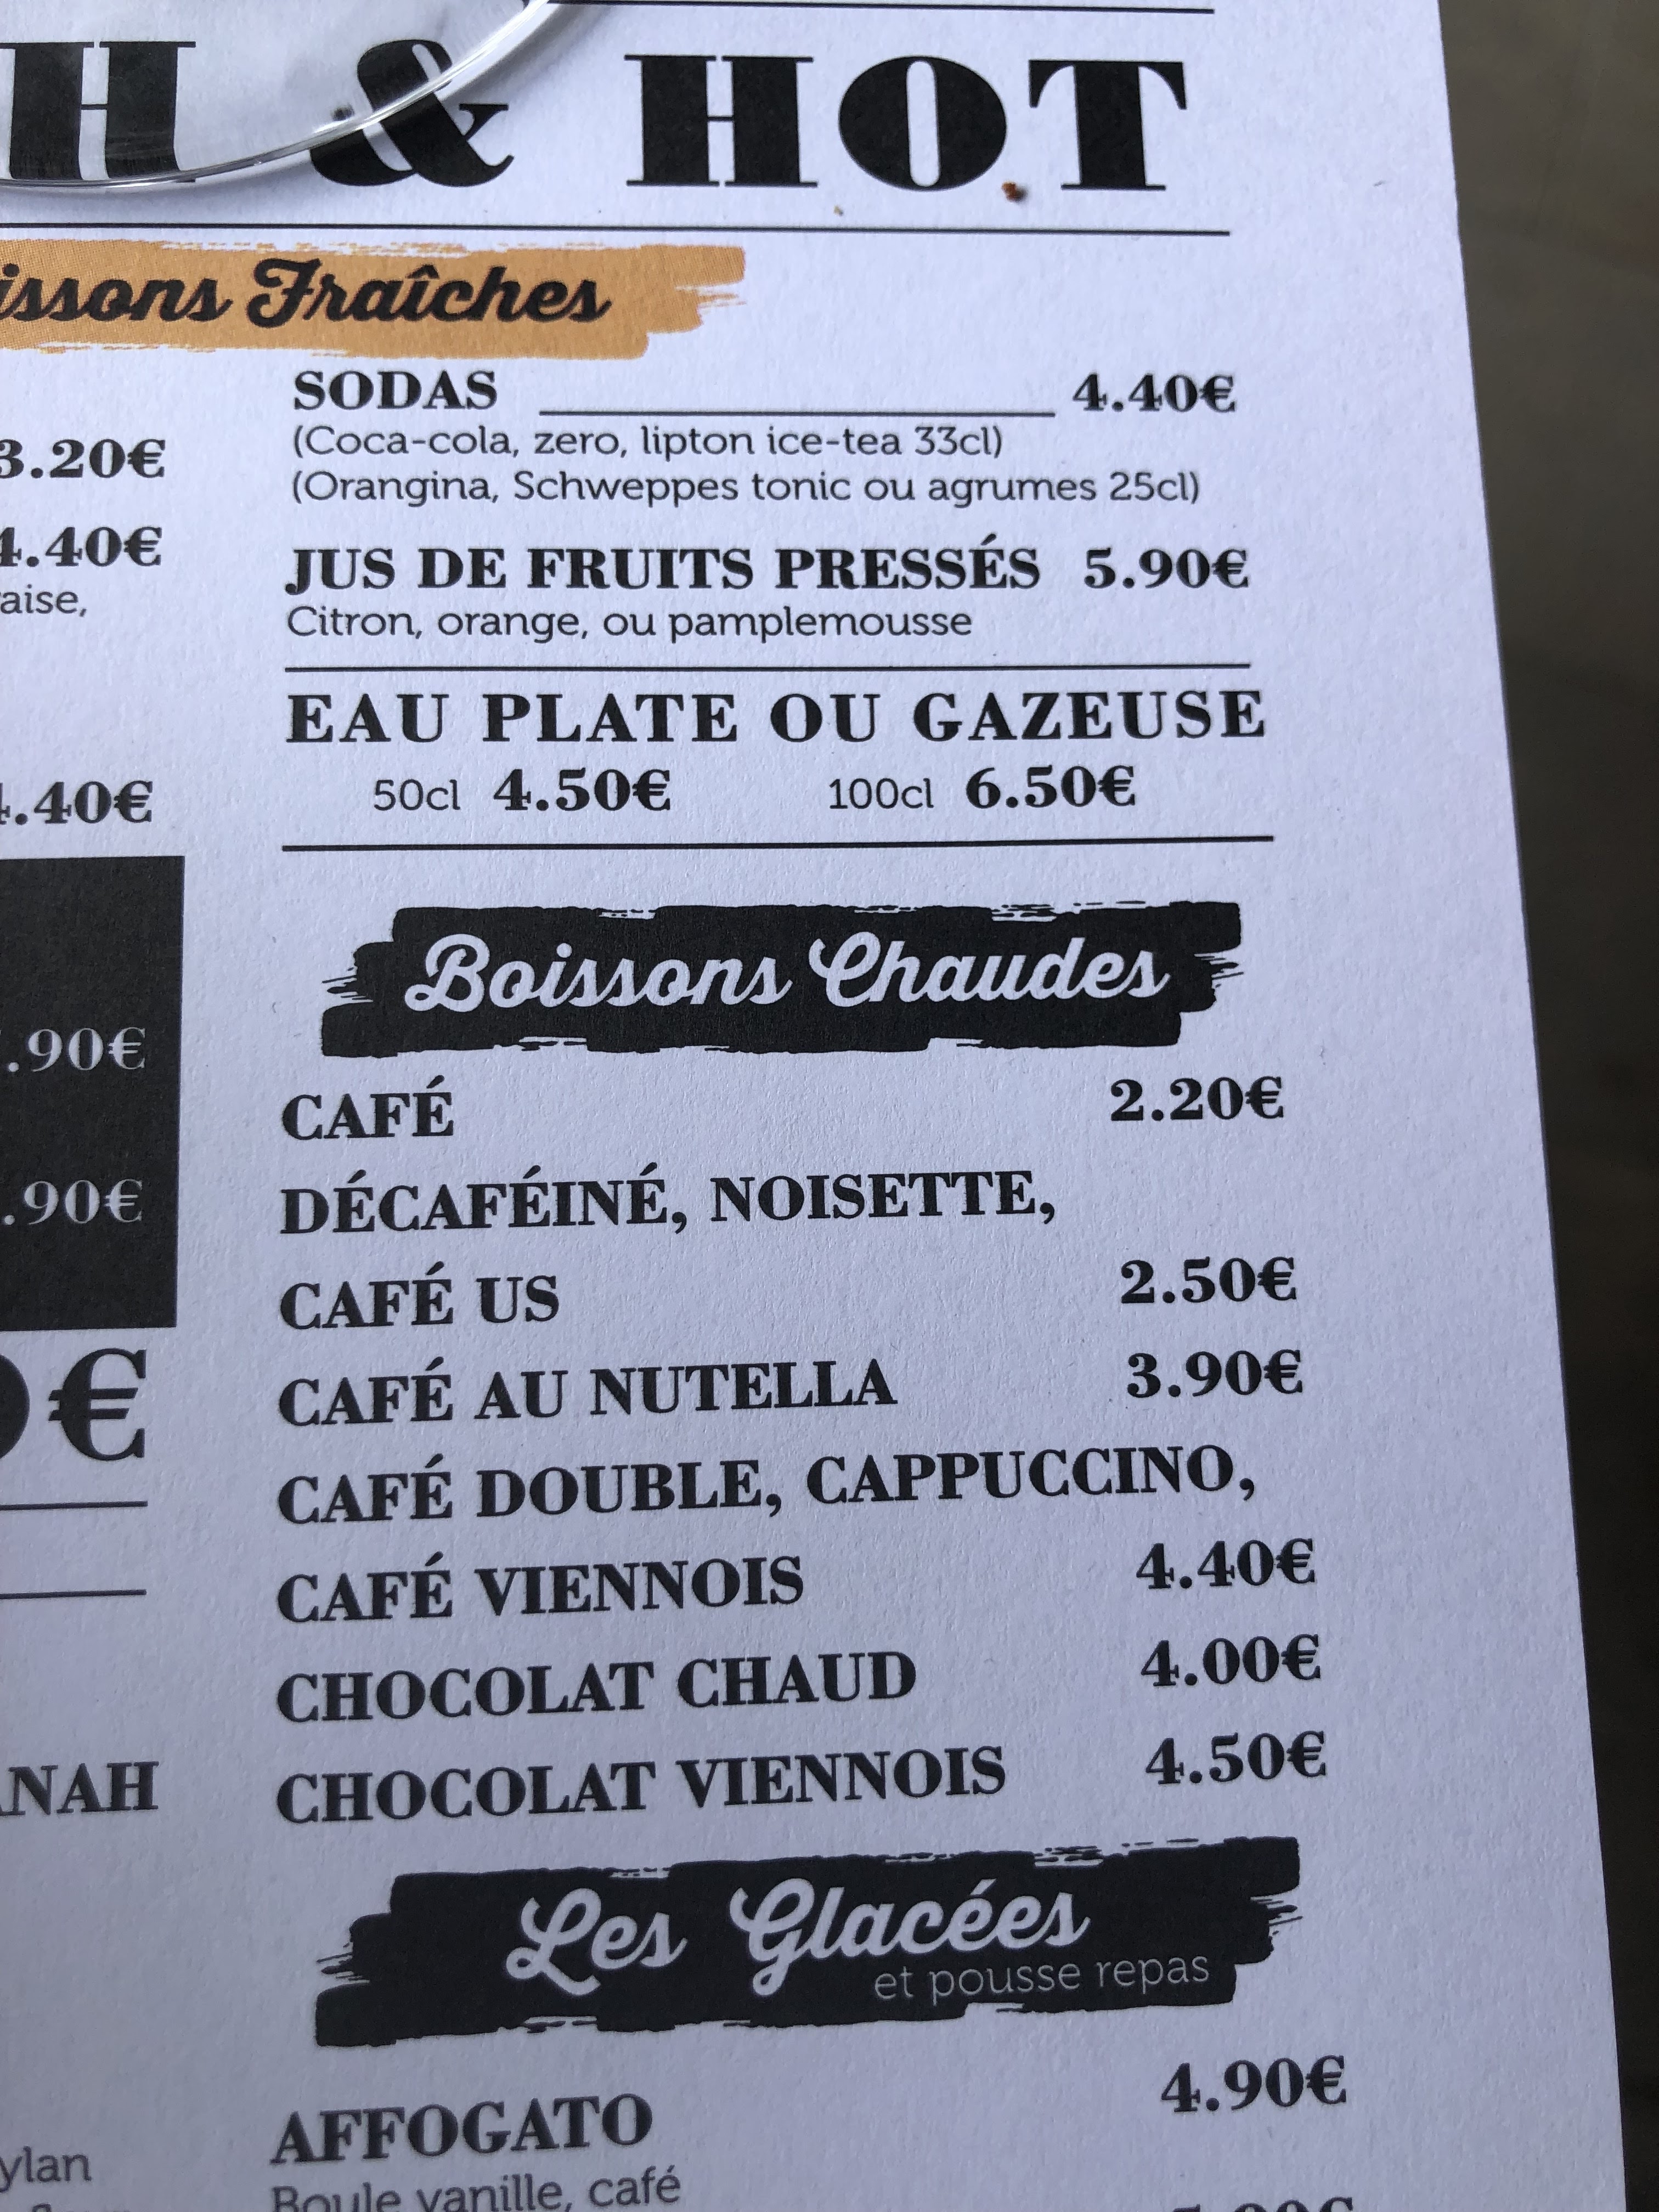 H & HOT
Fraîches
SODAS 4.40€
(Coca-cola, zero, lipton ice-tea 33cl)
(Orangina, Schweppes tonic ou agrumes 25cl)
JUS DE FRUITS PRESSÉS 5.90€
Citron, orange, ou pamplemousse
EAU PLATE OU GAZEUSE
50cl 4.50€ 100cl 6.50€
3.20€
4.40€
aise,
4.40€
.90€
.90€
€
NAH
ylan
Boissons Chaudes
CAFÉ 2.20€
DÉCAFÉINÉ, NOISETTE,
CAFÉ US 2.50€
CAFÉ AU NUTELLA 3.90€
CAFÉ DOUBLE, CAPPUCCINO,
CAFÉ VIENNOIS 4.40€
CHOCOLAT CHAUD 4.00€
CHOCOLAT VIENNOIS 4.50€
Les Glacées
et pousse repas
AFFOGATO 4.90€
Boule vanille, café